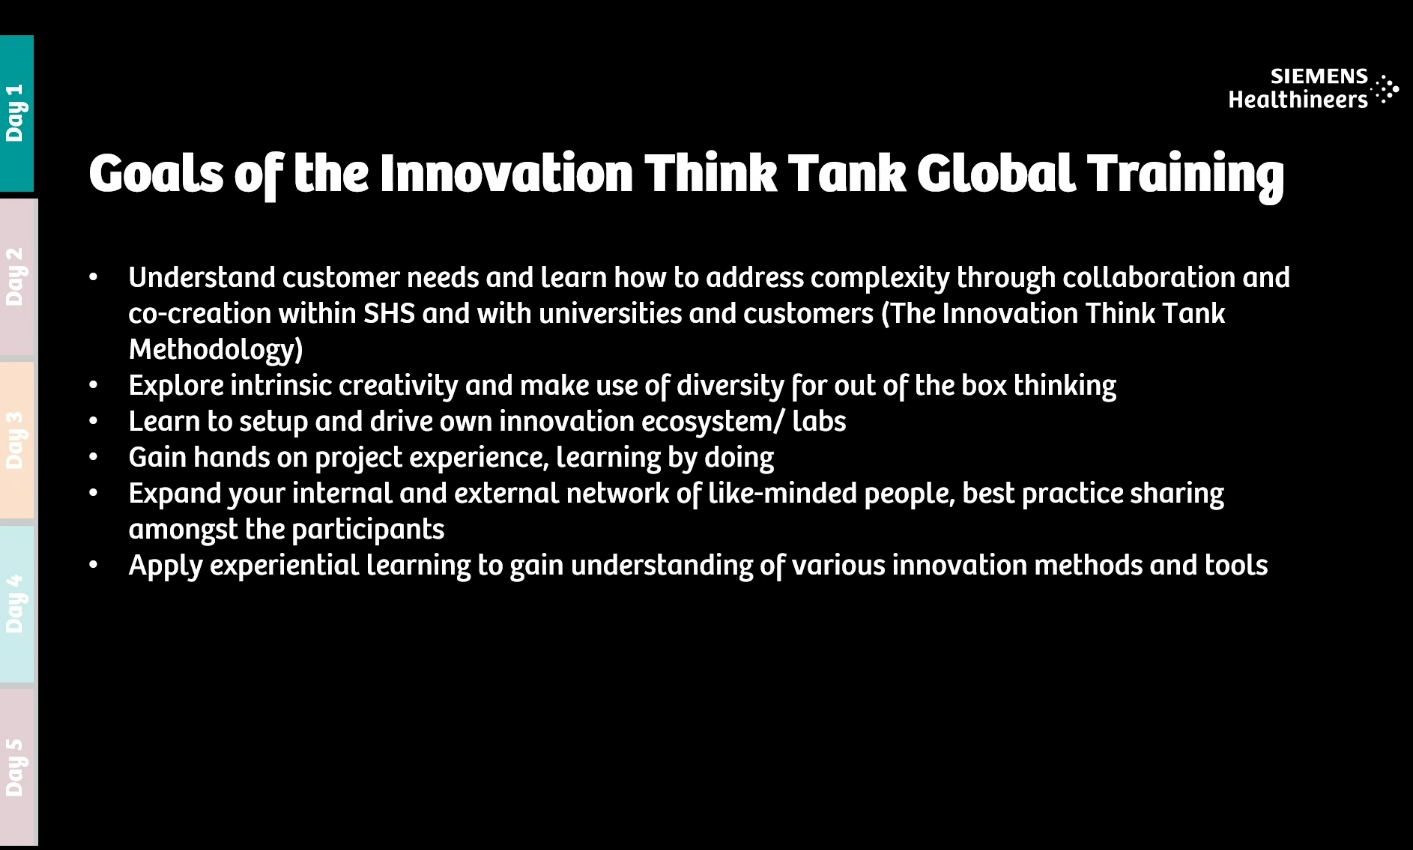 SIEMENS
Healthineers
Day 1
Day 2
Day 3
Day 4
Day 5
Goals of the Innovation Think Tank Global Training
• Understand customer needs and learn how to address complexity through collaboration and
co-creation within SHS and with universities and customers (The Innovation Think Tank
Methodology)
• Explore intrinsic creativity and make use of diversity for out of the box thinking
• Learn to setup and drive own innovation ecosystem/ labs
• Gain hands on project experience, learning by doing
• Expand your internal and external network of like-minded people, best practice sharing
amongst the participants
• Apply experiential learning to gain understanding of various innovation methods and tools